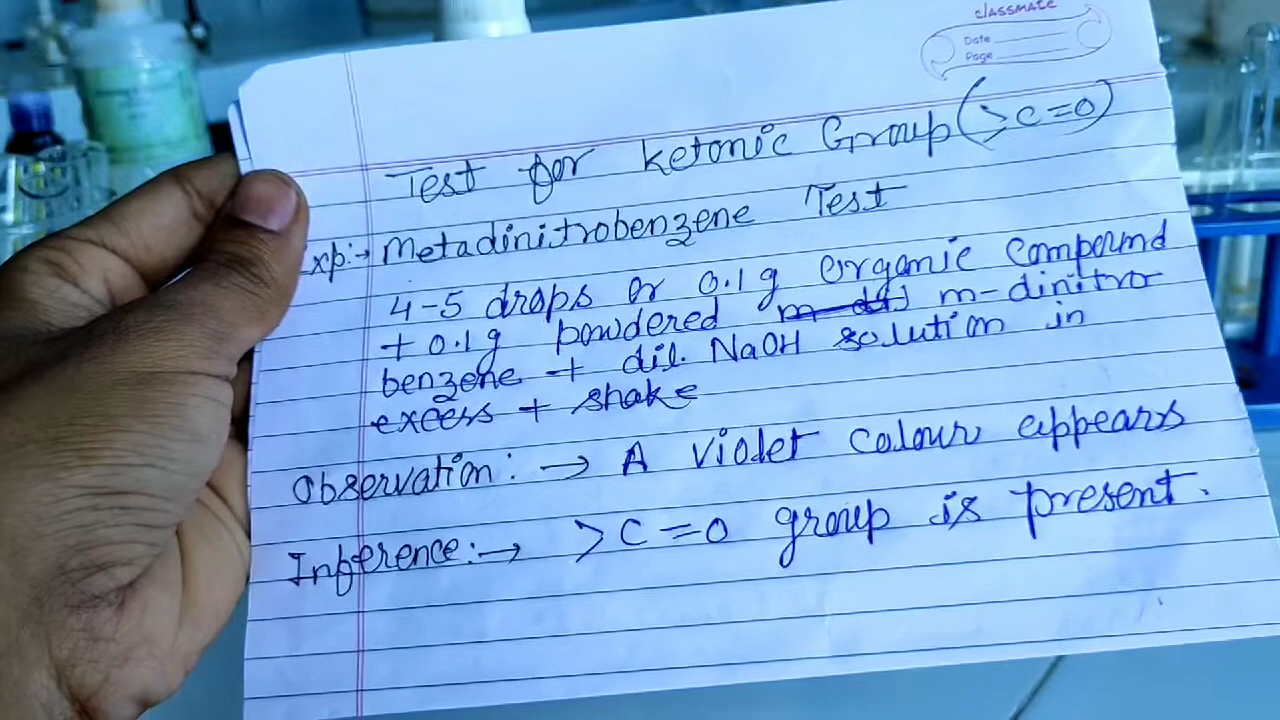 classmate
Date
Page
Test for ketonic Group (>C=O)
xp:→ Metadinitrobenzene Test
4-5 drops or 0.1g organic compound
+ 0.1g powdered m-dinitro
benzene + dil. NaOH solution in
excess + shake
Observation:→ A violet colour appears
Inference:→ >C=O group is present.